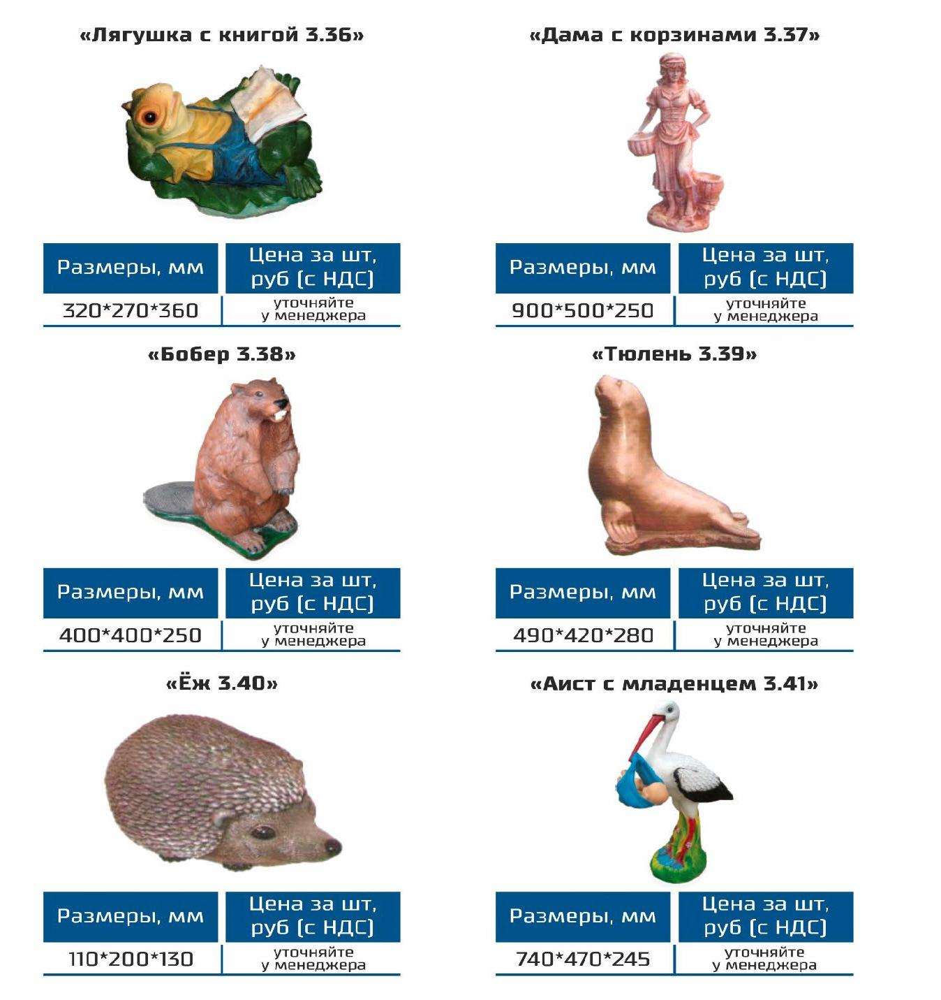 «Лягушка с книгой 3.36»
Размеры, мм
Цена за шт,
руб (с НДС)
320*270*360
уточняйте
у менеджера
«Дама с корзинами 3.37»
Размеры, мм
Цена за шт,
руб (с НДС)
900*500*250
уточняйте
у менеджера
«Бобер 3.38»
Размеры, мм
Цена за шт,
руб (с НДС)
400*400*250
уточняйте
у менеджера
«Тюлень 3.39»
Размеры, мм
Цена за шт,
руб (с НДС)
490*420*280
уточняйте
у менеджера
«Ёж 3.40»
Размеры, мм
Цена за шт,
руб (с НДС)
110*200*130
уточняйте
у менеджера
«Аист с младенцем 3.41»
Размеры, мм
Цена за шт,
руб (с НДС)
740*470*245
уточняйте
у менеджера